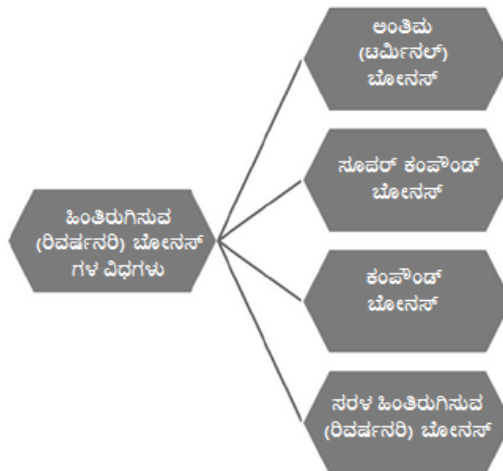 ಅಂತಿಮ
(ಟರ್ಮಿನಲ್)
ಬೋನಸ್
ಸೂಪರ್ ಕಂಪೌಂಡ್
ಬೋನಸ್
ಹಿಂತಿರುಗಿಸುವ
(ರಿವರ್ಷನರಿ) ಬೋನಸ್
ಗಳ ವಿಧಗಳು
ಕಂಪೌಂಡ್
ಬೋನಸ್
ಸರಳ ಹಿಂತಿರುಗಿಸುವ
(ರಿವರ್ಷನರಿ) ಬೋನಸ್